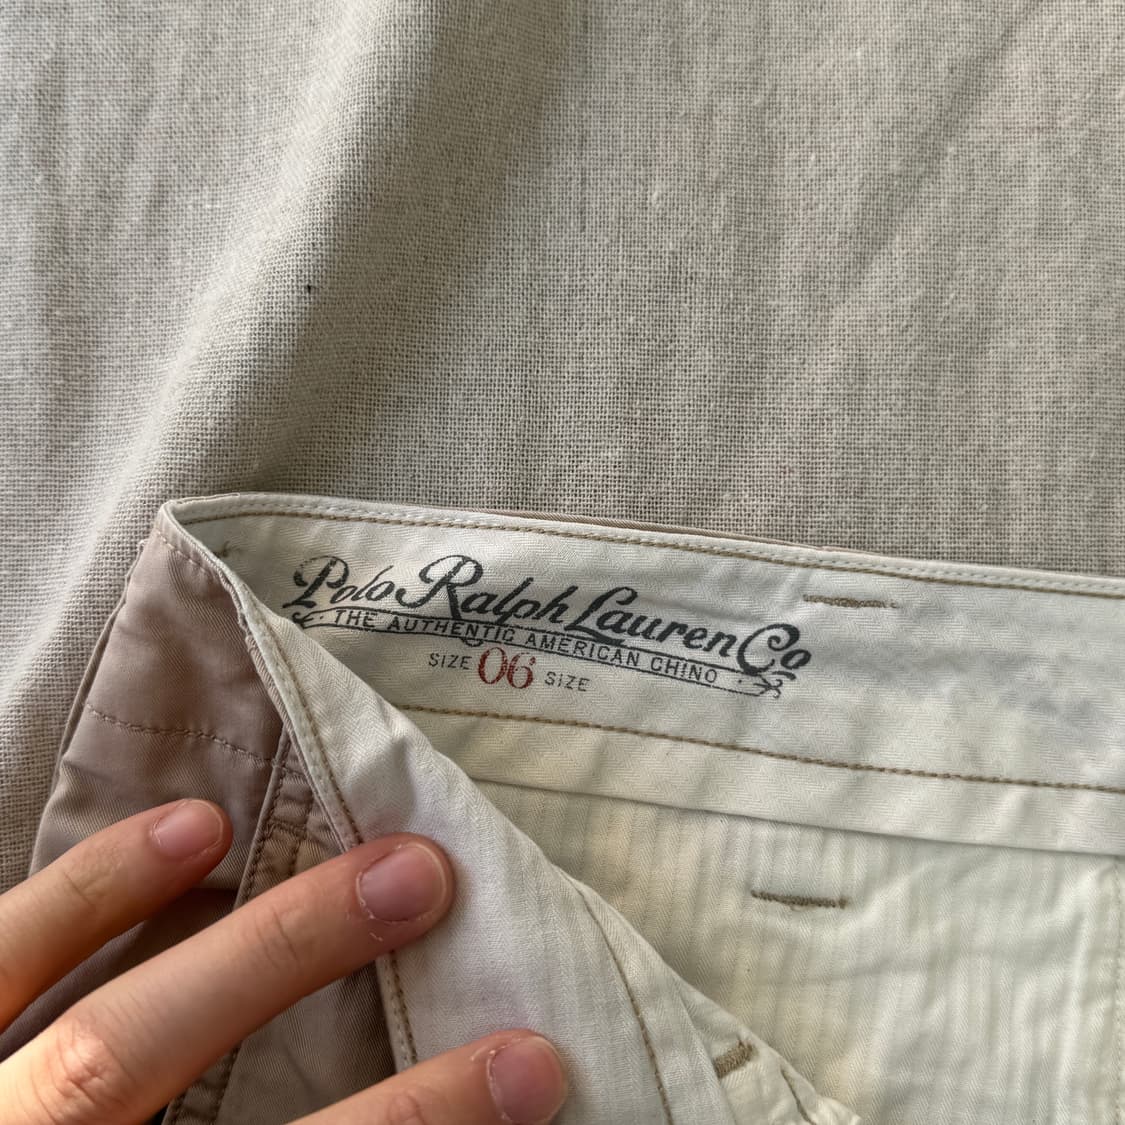 Polo Ralph Lauren Co
THE AUTHENTIC AMERICAN CHINO
SIZE 06 SIZE